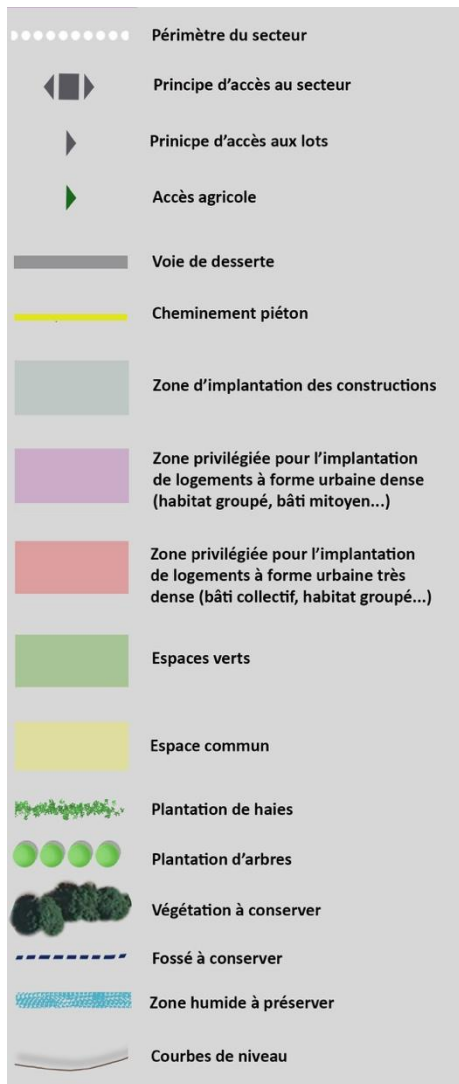 Périmètre du secteur
Principe d'accès au secteur
Prinicpe d'accès aux lots
Accès agricole
Voie de desserte
Cheminement piéton
Zone d'implantation des constructions
Zone privilégiée pour l'implantation
de logements à forme urbaine dense
(habitat groupé, bâti mitoyen...)
Zone privilégiée pour l'implantation
de logements à forme urbaine très
dense (bâti collectif, habitat groupé...)
Espaces verts
Espace commun
Plantation de haies
Plantation d'arbres
Végétation à conserver
Fossé à conserver
Zone humide à préserver
Courbes de niveau